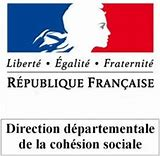 Liberté • Égalité • Fraternité
RÉPUBLIQUE FRANÇAISE
Direction départementale
de la cohésion sociale